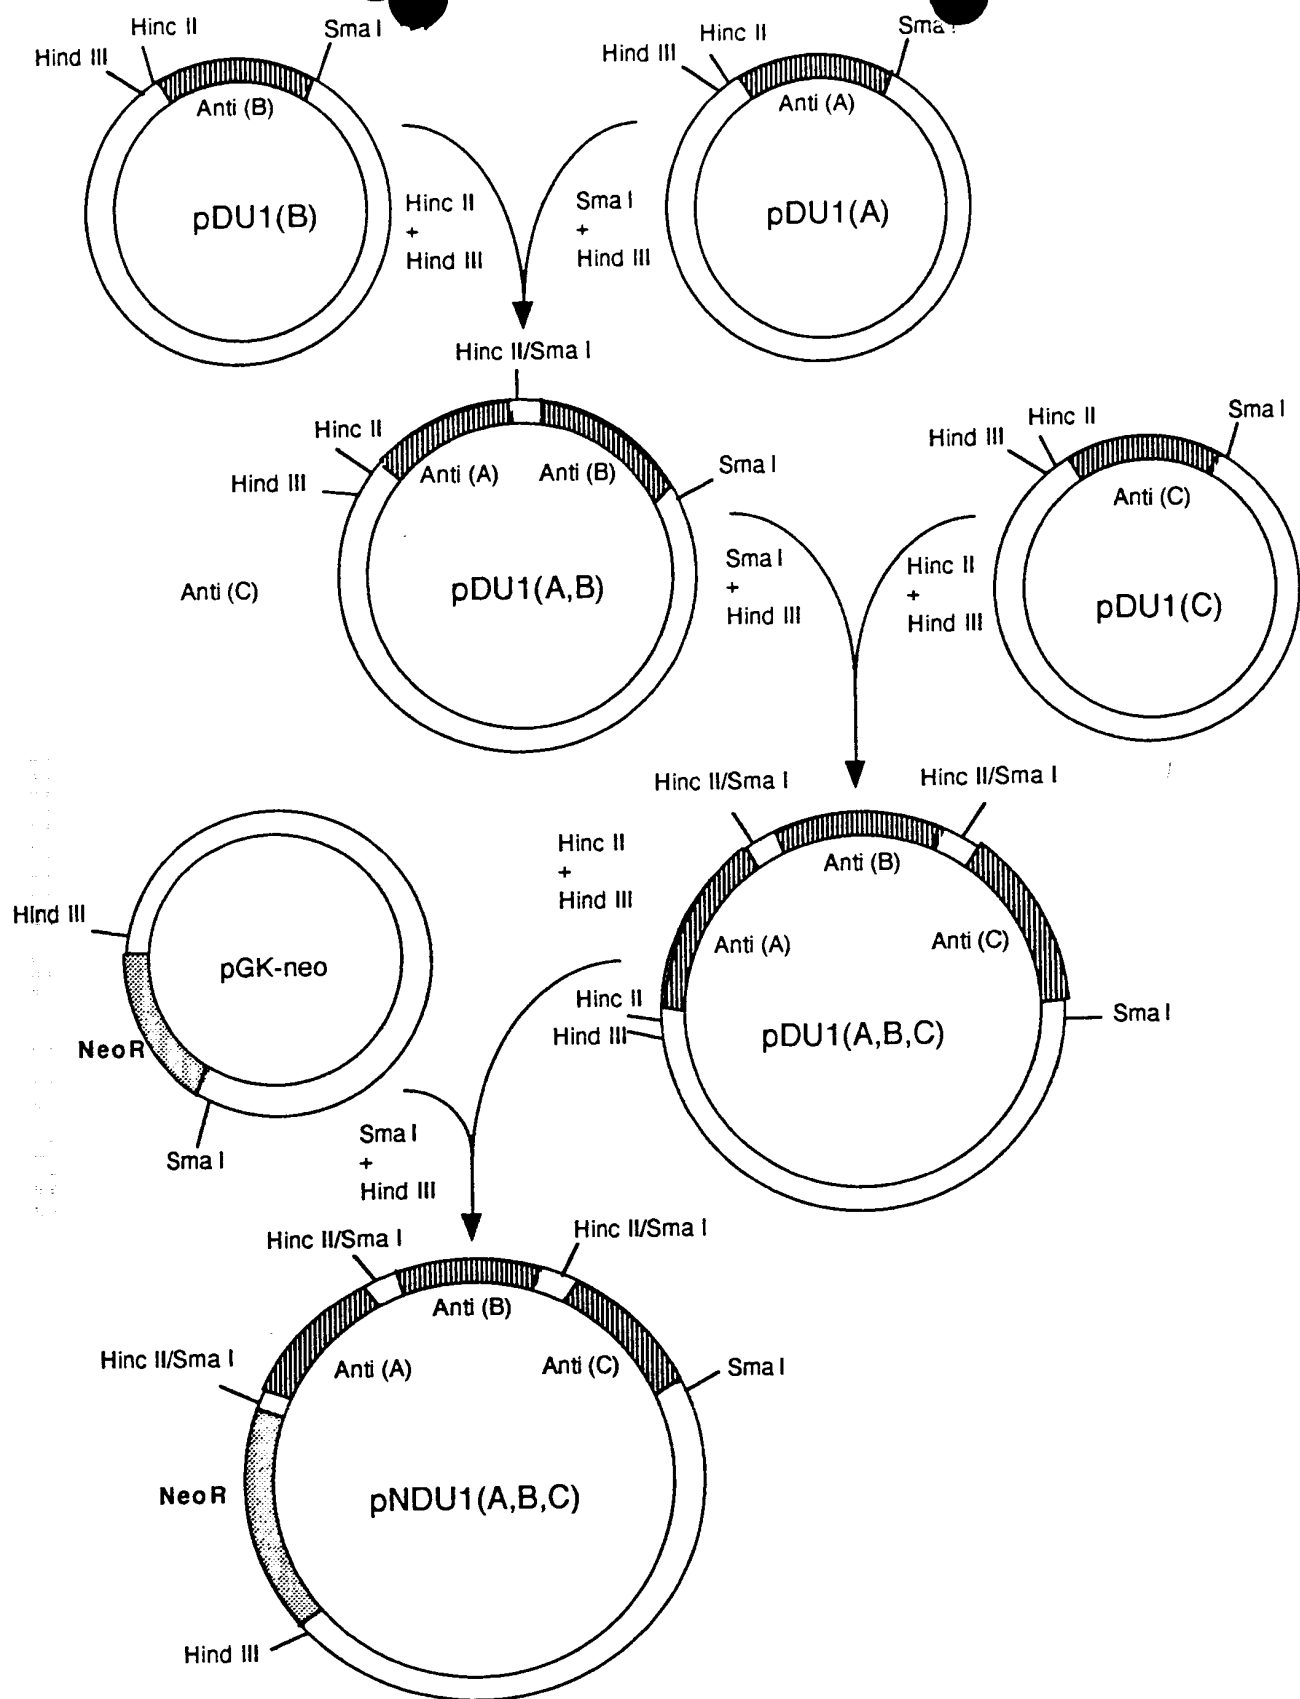 Hinc II
Sma I
Hind III
Anti (B)
pDU1(B)
Hinc II
Hind III
Anti (A)
pDU1(A)
Hinc II
+
Hind III
Sma I
+
Hind III
Hinc II/Sma I
Hinc II
Hind III
Anti (A)
Anti (B)
Sma I
pDU1(A,B)
Anti (C)
Hind III
Hinc II
Sma I
Anti (C)
pDU1(C)
Sma I
+
Hind III
Hinc II
+
Hind III
Hinc II/Sma I
Hinc II/Sma I
Anti (B)
Anti (A)
Anti (C)
Hinc II
Hind III
Sma I
pDU1(A,B,C)
Hinc II
+
Hind III
Hind III
pGK-neo
NeoR
Sma I
Sma I
+
Hind III
Hinc II/Sma I
Hinc II/Sma I
Anti (B)
Hinc II/Sma I
Anti (A)
Anti (C)
Sma I
NeoR
pNDU1(A,B,C)
Hind III